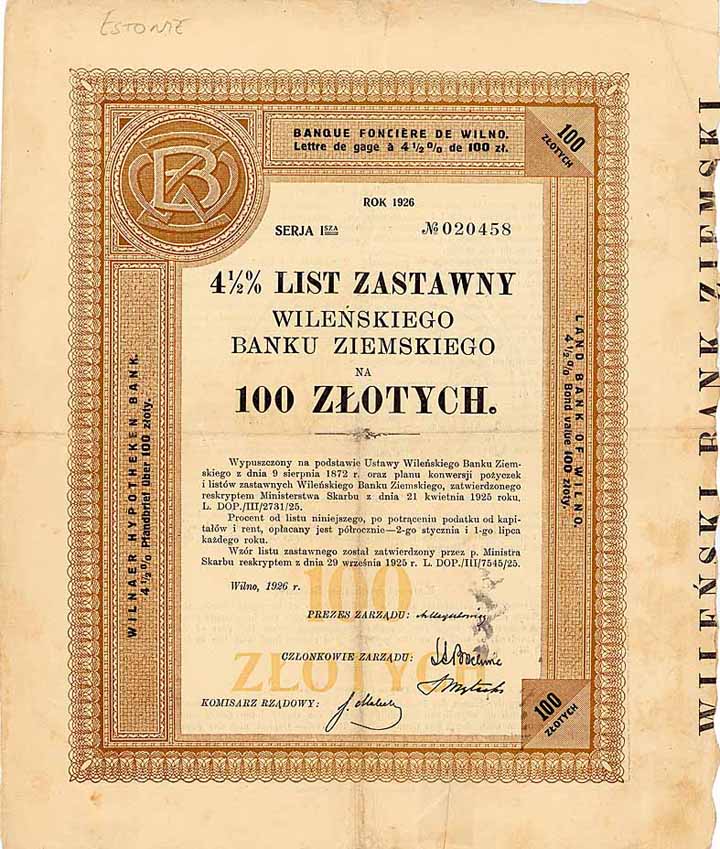 ESTONIE
BANQUE FONCIÈRE DE WILNO.
Lettre de gage à 4½% de 100 zł.
100
ZŁOTYCH
ROK 1926
SERJA I SZA
№ 020458
4½% LIST ZASTAWNY
WILEŃSKIEGO
BANKU ZIEMSKIEGO
NA
100 ZŁOTYCH.
Wypuszczony na podstawie Ustawy Wileńskiego Banku Ziem-
skiego z dnia 9 sierpnia 1872 r. oraz planu konwersji pożyczek
i listów zastawnych Wileńskiego Banku Ziemskiego, zatwierdzonego
reskryptem Ministerstwa Skarbu z dnia 21 kwietnia 1925 roku.
L. DOP./III/2731/25.
Procent od listu niniejszego, po potrąceniu podatku od kapi-
tałów i rent, opłacany jest półrocznie—2-go stycznia i 1-go lipca
każdego roku.
Wzór listu zastawnego został zatwierdzony przez p. Ministra
Skarbu reskryptem z dnia 29 września 1925 r. L. DOP./III/7545/25.
100
ZŁOTYCH
Wilno, 1926 r.
PREZES ZARZĄDU:
CZŁONKOWIE ZARZĄDU:
KOMISARZ RZĄDOWY:
WILNAER HYPOTHEKEN BANK.
4½% Pfandbrief über 100 złoty.
LAND BANK OF WILNO.
4½% Bond value 100 złoty.
100
ZŁOTYCH
WILEŃSKI BANK ZIEMSKI